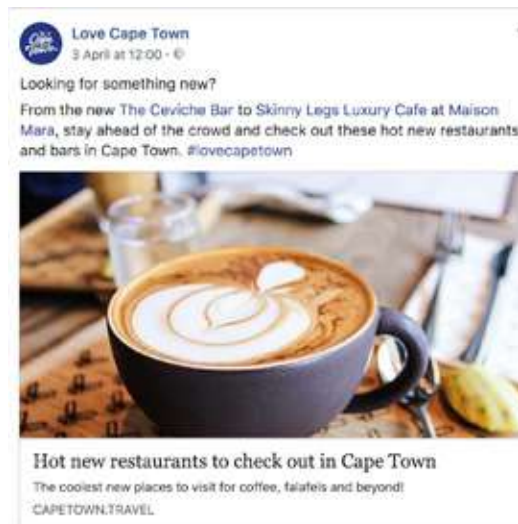 Cape Town
Love Cape Town
3 April at 12:00 ·
Looking for something new?
From the new The Ceviche Bar to Skinny Legs Luxury Cafe at Maison
Mara, stay ahead of the crowd and check out these hot new restaurants
and bars in Cape Town. #lovecapetown
Hot new restaurants to check out in Cape Town
The coolest new places to visit for coffee, falafels and beyond!
CAPETOWN.TRAVEL